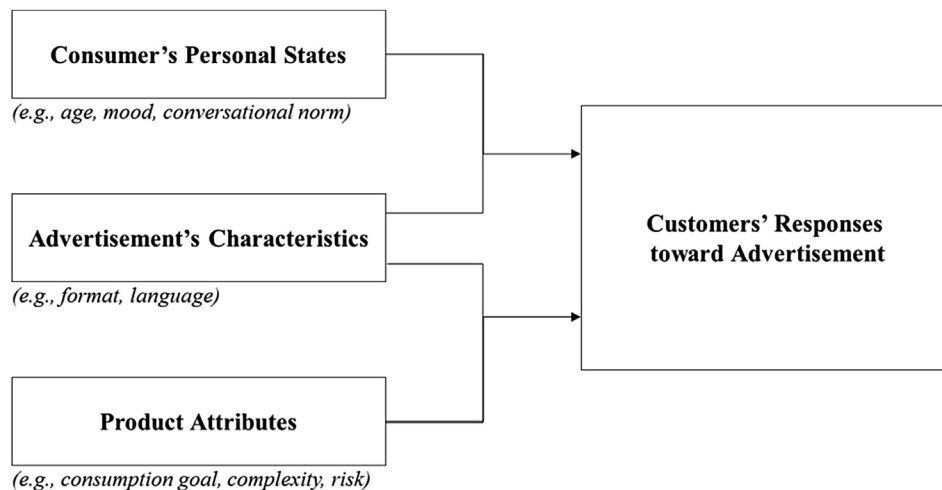 Consumer’s Personal States
(e.g., age, mood, conversational norm)
Advertisement’s Characteristics
(e.g., format, language)
Product Attributes
(e.g., consumption goal, complexity, risk)
Customers’ Responses
toward Advertisement